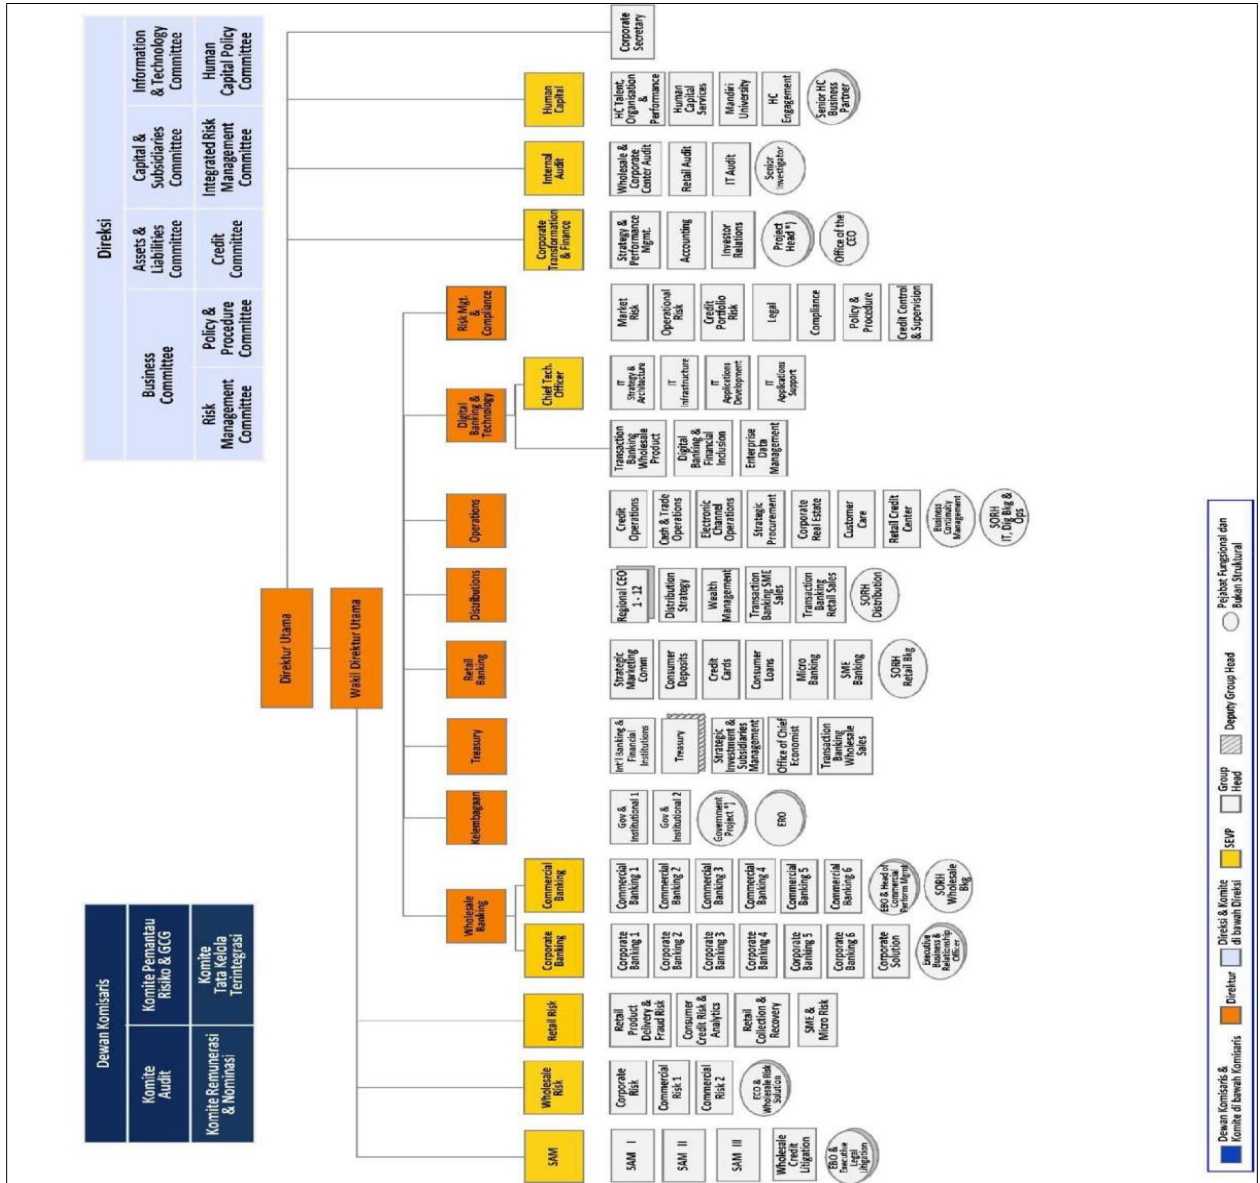 Dewan Komisaris
Komite
Audit
Komite Pemantau
Risiko & GCG
Komite Remunerasi
& Nominasi
Komite
Tata Kelola
Terintegrasi
Direksi
Business
Committee
Assets &
Liabilities
Committee
Capital &
Subsidiaries
Committee
Information
& Technology
Committee
Risk
Management
Committee
Policy &
Procedure
Committee
Credit
Committee
Integrated Risk
Management
Committee
Human
Capital Policy
Committee
Direktur Utama
Wakil Direktur Utama
SAM
SAM I
SAM II
SAM III
Wholesale
Credit
Litigation
EBO &
Executive
Legal
Litigation
Wholesale
Risk
Corporate
Risk
Commercial
Risk 1
Commercial
Risk 2
ECO &
Wholesale Risk
Solution
Retail Risk
Retail
Product
Delivery &
Fraud Risk
Consumer
Credit Risk &
Analytics
Retail
Collection &
Recovery
SME &
Micro Risk
Wholesale
Banking
Corporate
Banking
Corporate
Banking 1
Corporate
Banking 2
Corporate
Banking 3
Corporate
Banking 4
Corporate
Banking 5
Corporate
Banking 6
Corporate
Solution
Executive
Business &
Relationship
Officer
Commercial
Banking
Commercial
Banking 1
Commercial
Banking 2
Commercial
Banking 3
Commercial
Banking 4
Commercial
Banking 5
Commercial
Banking 6
EBO & Head of
Commercial
Perform Mgmt
SORH
Wholesale
Bkg
Kelembagaan
Gov &
Institutional 1
Gov &
Institutional 2
Government
Project *)
ERO
Treasury
Int'l Banking &
Financial
Institutions
Treasury
Strategic
Investment &
Subsidiaries
Management
Office of Chief
Economist
Transaction
Banking
Wholesale
Sales
Retail
Banking
Strategic
Marketing
Comm
Consumer
Deposits
Credit
Cards
Consumer
Loans
Micro
Banking
SME
Banking
SORH
Retail Bkg
Distributions
Regional CEO
1 - 12
Distribution
Strategy
Wealth
Management
Transaction
Banking SME
Sales
Transaction
Banking
Retail Sales
SORH
Distribution
Operations
Credit
Operations
Cash & Trade
Operations
Electronic
Channel
Operations
Strategic
Procurement
Corporate
Real Estate
Customer
Care
Retail Credit
Center
Business
Continuity
Management
SORH
IT, Dig Bkg &
Ops
Digital
Banking &
Technology
Transaction
Banking
Wholesale
Product
Digital
Banking &
Financial
Inclusion
Enterprise
Data
Management
Chief Tech.
Officer
IT
Strategy &
Architecture
IT
Infrastructure
IT
Applications
Development
IT
Applications
Support
Risk Mgt.
&
Compliance
Market
Risk
Operational
Risk
Credit
Portfolio
Risk
Legal
Compliance
Policy &
Procedure
Credit Control
& Supervision
Corporate
Transformation
& Finance
Strategy &
Performance
Mgmt.
Accounting
Investor
Relations
Project
Head *)
Office of the
CEO
Internal
Audit
Wholesale &
Corporate
Center Audit
Retail Audit
IT Audit
Senior
Investigator
Human
Capital
HC Talent,
Organisation
&
Performance
Human
Capital
Services
Mandiri
University
HC
Engagement
Senior HC
Business
Partner
Corporate
Secretary
Dewan Komisaris &
Komite di bawah Komisaris
Direktur
Direksi & Komite
di bawah Direksi
SEVP
Group
Head
Deputy Group Head
Pejabat Fungsional dan
Bukan Struktural